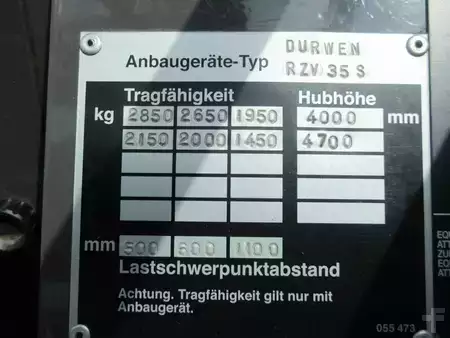 Anbaugeräte-Typ DURWEN
RZV 35 S
Tragfähigkeit Hubhöhe
kg 2850 2650 1950 4000 mm
2150 2000 1450 4700
mm 500 600 1100
Lastschwerpunktabstand
Achtung. Tragfähigkeit gilt nur mit
Anbaugerät.
055 473